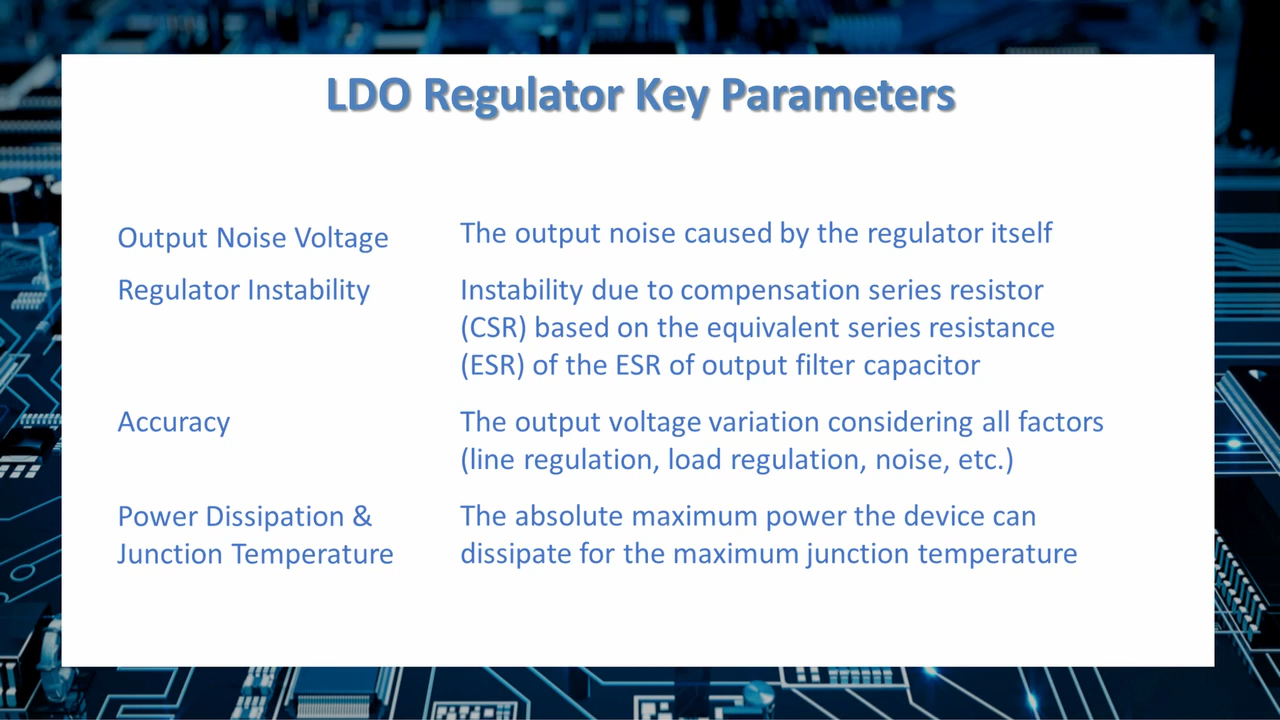 LDO Regulator Key Parameters
Output Noise Voltage
The output noise caused by the regulator itself
Regulator Instability
Instability due to compensation series resistor
(CSR) based on the equivalent series resistance
(ESR) of the ESR of output filter capacitor
Accuracy
The output voltage variation considering all factors
(line regulation, load regulation, noise, etc.)
Power Dissipation &
Junction Temperature
The absolute maximum power the device can
dissipate for the maximum junction temperature